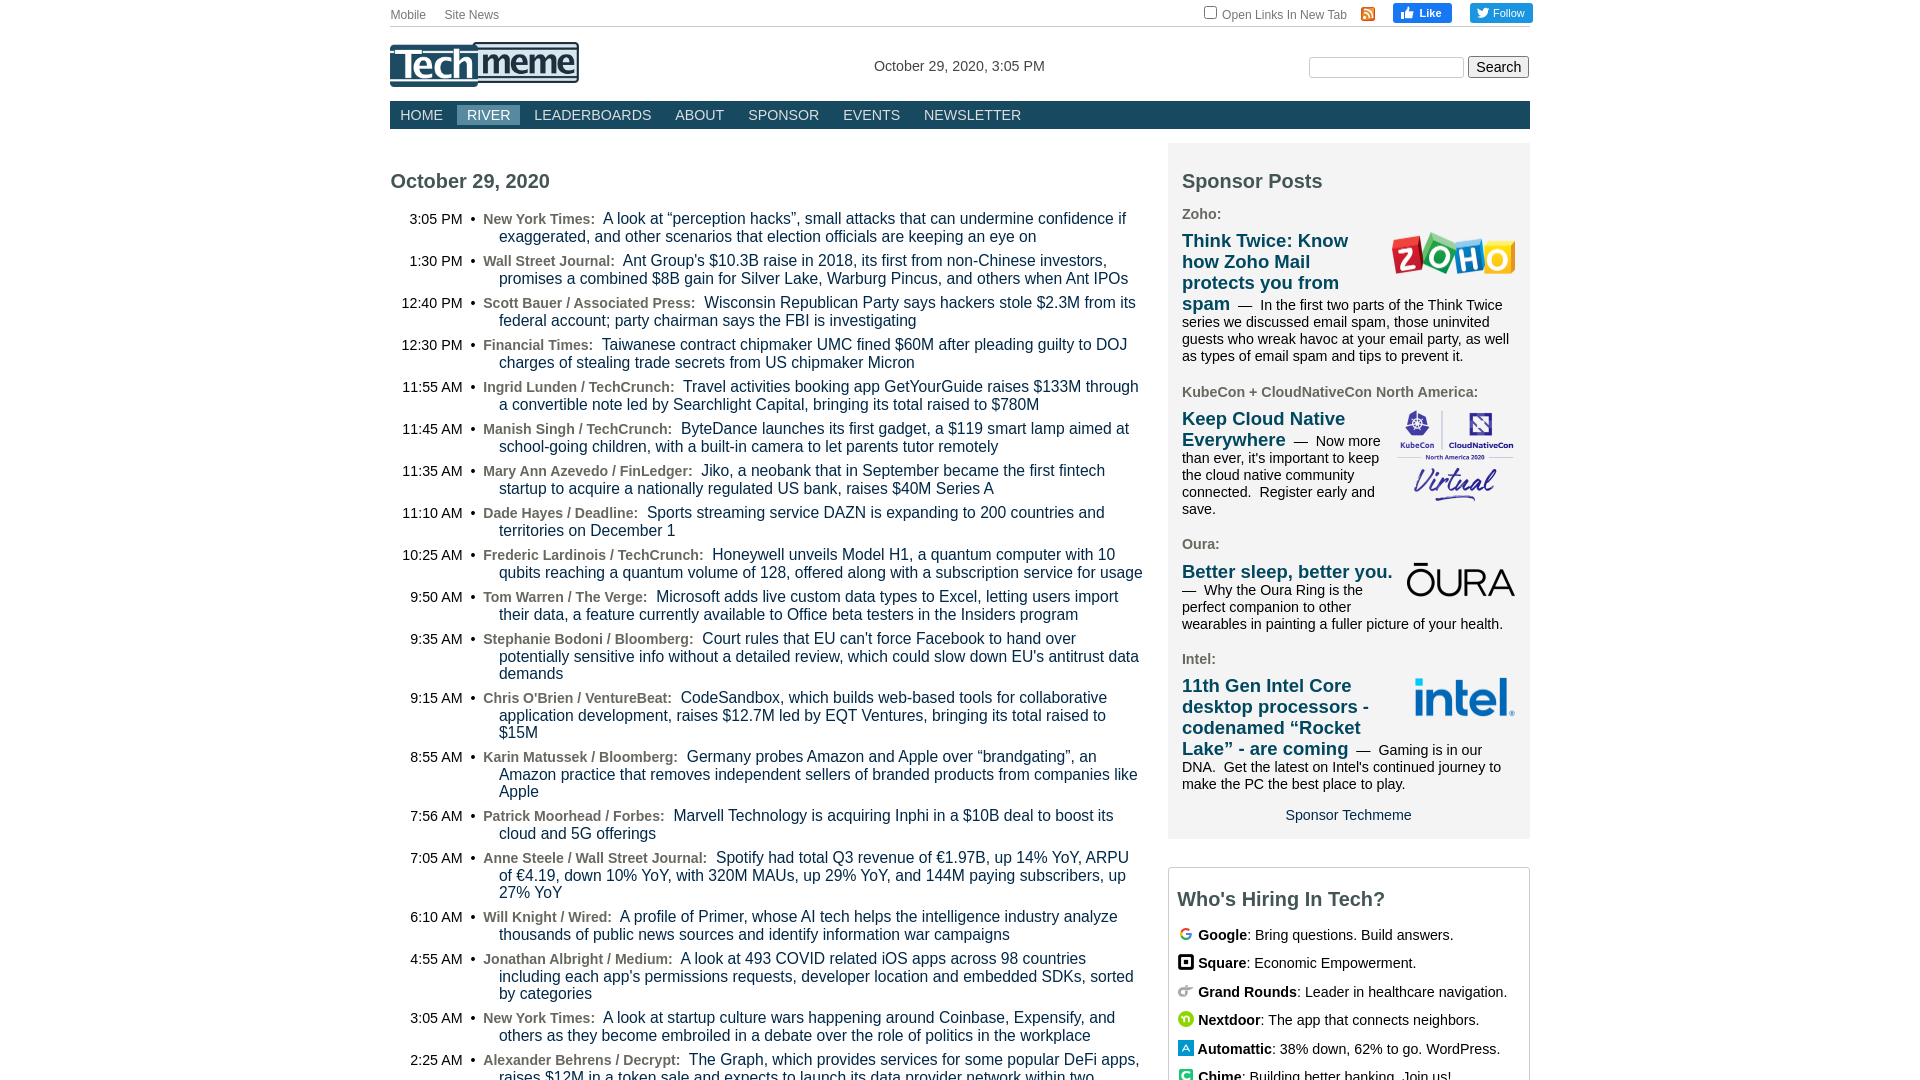 Mobile Site News Open Links In New Tab Like Follow
Techmeme October 29, 2020, 3:05 PM Search
HOME RIVER LEADERBOARDS ABOUT SPONSOR EVENTS NEWSLETTER
October 29, 2020
3:05 PM • New York Times: A look at “perception hacks”, small attacks that can undermine confidence if
exaggerated, and other scenarios that election officials are keeping an eye on
1:30 PM • Wall Street Journal: Ant Group's $10.3B raise in 2018, its first from non-Chinese investors,
promises a combined $8B gain for Silver Lake, Warburg Pincus, and others when Ant IPOs
12:40 PM • Scott Bauer / Associated Press: Wisconsin Republican Party says hackers stole $2.3M from its
federal account; party chairman says the FBI is investigating
12:30 PM • Financial Times: Taiwanese contract chipmaker UMC fined $60M after pleading guilty to DOJ
charges of stealing trade secrets from US chipmaker Micron
11:55 AM • Ingrid Lunden / TechCrunch: Travel activities booking app GetYourGuide raises $133M through
a convertible note led by Searchlight Capital, bringing its total raised to $780M
11:45 AM • Manish Singh / TechCrunch: ByteDance launches its first gadget, a $119 smart lamp aimed at
school-going children, with a built-in camera to let parents tutor remotely
11:35 AM • Mary Ann Azevedo / FinLedger: Jiko, a neobank that in September became the first fintech
startup to acquire a nationally regulated US bank, raises $40M Series A
11:10 AM • Dade Hayes / Deadline: Sports streaming service DAZN is expanding to 200 countries and
territories on December 1
10:25 AM • Frederic Lardinois / TechCrunch: Honeywell unveils Model H1, a quantum computer with 10
qubits reaching a quantum volume of 128, offered along with a subscription service for usage
9:50 AM • Tom Warren / The Verge: Microsoft adds live custom data types to Excel, letting users import
their data, a feature currently available to Office beta testers in the Insiders program
9:35 AM • Stephanie Bodoni / Bloomberg: Court rules that EU can't force Facebook to hand over
potentially sensitive info without a detailed review, which could slow down EU's antitrust data
demands
9:15 AM • Chris O'Brien / VentureBeat: CodeSandbox, which builds web-based tools for collaborative
application development, raises $12.7M led by EQT Ventures, bringing its total raised to
$15M
8:55 AM • Karin Matussek / Bloomberg: Germany probes Amazon and Apple over “brandgating”, an
Amazon practice that removes independent sellers of branded products from companies like
Apple
7:56 AM • Patrick Moorhead / Forbes: Marvell Technology is acquiring Inphi in a $10B deal to boost its
cloud and 5G offerings
7:05 AM • Anne Steele / Wall Street Journal: Spotify had total Q3 revenue of €1.97B, up 14% YoY, ARPU
of €4.19, down 10% YoY, with 320M MAUs, up 29% YoY, and 144M paying subscribers, up
27% YoY
6:10 AM • Will Knight / Wired: A profile of Primer, whose AI tech helps the intelligence industry analyze
thousands of public news sources and identify information war campaigns
4:55 AM • Jonathan Albright / Medium: A look at 493 COVID related iOS apps across 98 countries
including each app's permissions requests, developer location and embedded SDKs, sorted
by categories
3:05 AM • New York Times: A look at startup culture wars happening around Coinbase, Expensify, and
others as they become embroiled in a debate over the role of politics in the workplace
2:25 AM • Alexander Behrens / Decrypt: The Graph, which provides services for some popular DeFi apps,
raises $12M in a token sale and expects to launch its data provider network within two
Sponsor Posts
Zoho:
Think Twice: Know
how Zoho Mail
protects you from
spam — In the first two parts of the Think Twice
series we discussed email spam, those uninvited
guests who wreak havoc at your email party, as well
as types of email spam and tips to prevent it.
ZOHO
KubeCon + CloudNativeCon North America:
Keep Cloud Native
Everywhere — Now more
than ever, it's important to keep
the cloud native community
connected. Register early and
save.
KubeCon CloudNativeCon
North America 2020
Virtual
Oura:
Better sleep, better you.
— Why the Oura Ring is the
perfect companion to other
wearables in painting a fuller picture of your health.
ŌURA
Intel:
11th Gen Intel Core
desktop processors -
codenamed “Rocket
Lake” - are coming — Gaming is in our
DNA. Get the latest on Intel's continued journey to
make the PC the best place to play.
intel®
Sponsor Techmeme
Who's Hiring In Tech?
Google: Bring questions. Build answers.
Square: Economic Empowerment.
Grand Rounds: Leader in healthcare navigation.
Nextdoor: The app that connects neighbors.
Automattic: 38% down, 62% to go. WordPress.
Chime: Building better banking. Join us!